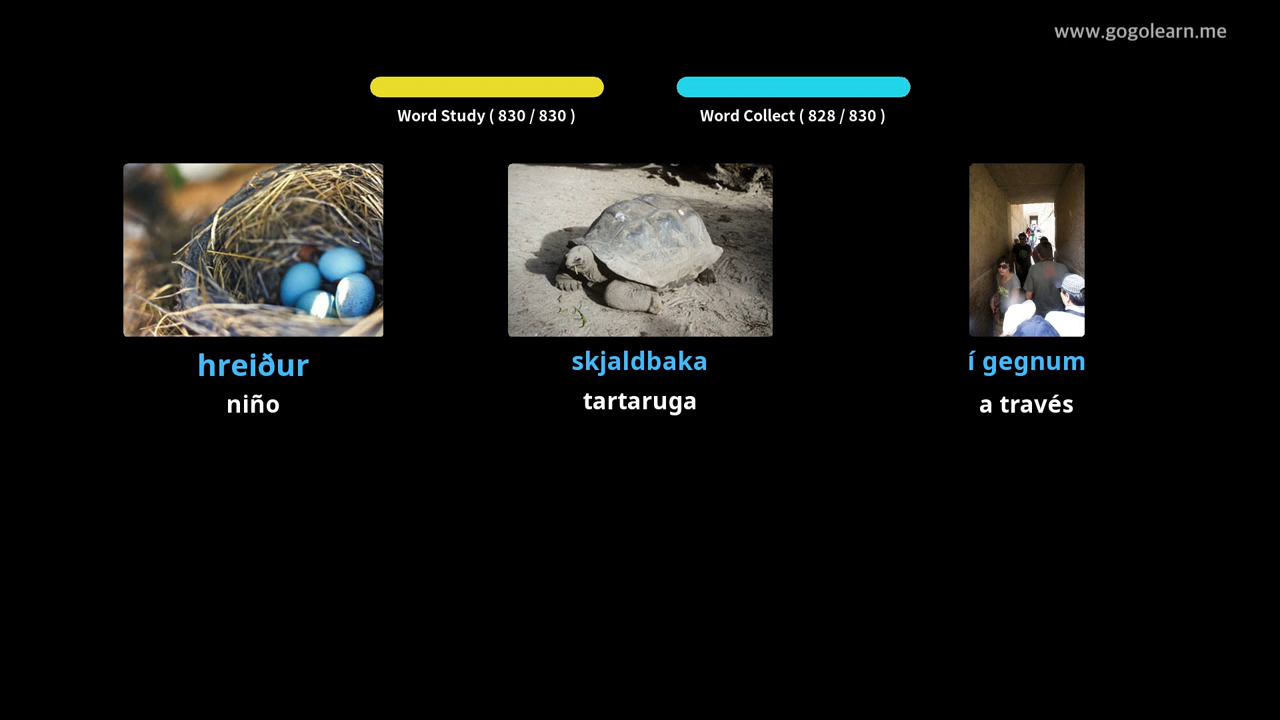 www.gogolearn.me
Word Study ( 830 / 830 )
Word Collect ( 828 / 830 )
hreiður
niño
skjaldbaka
tartaruga
í gegnum
a través